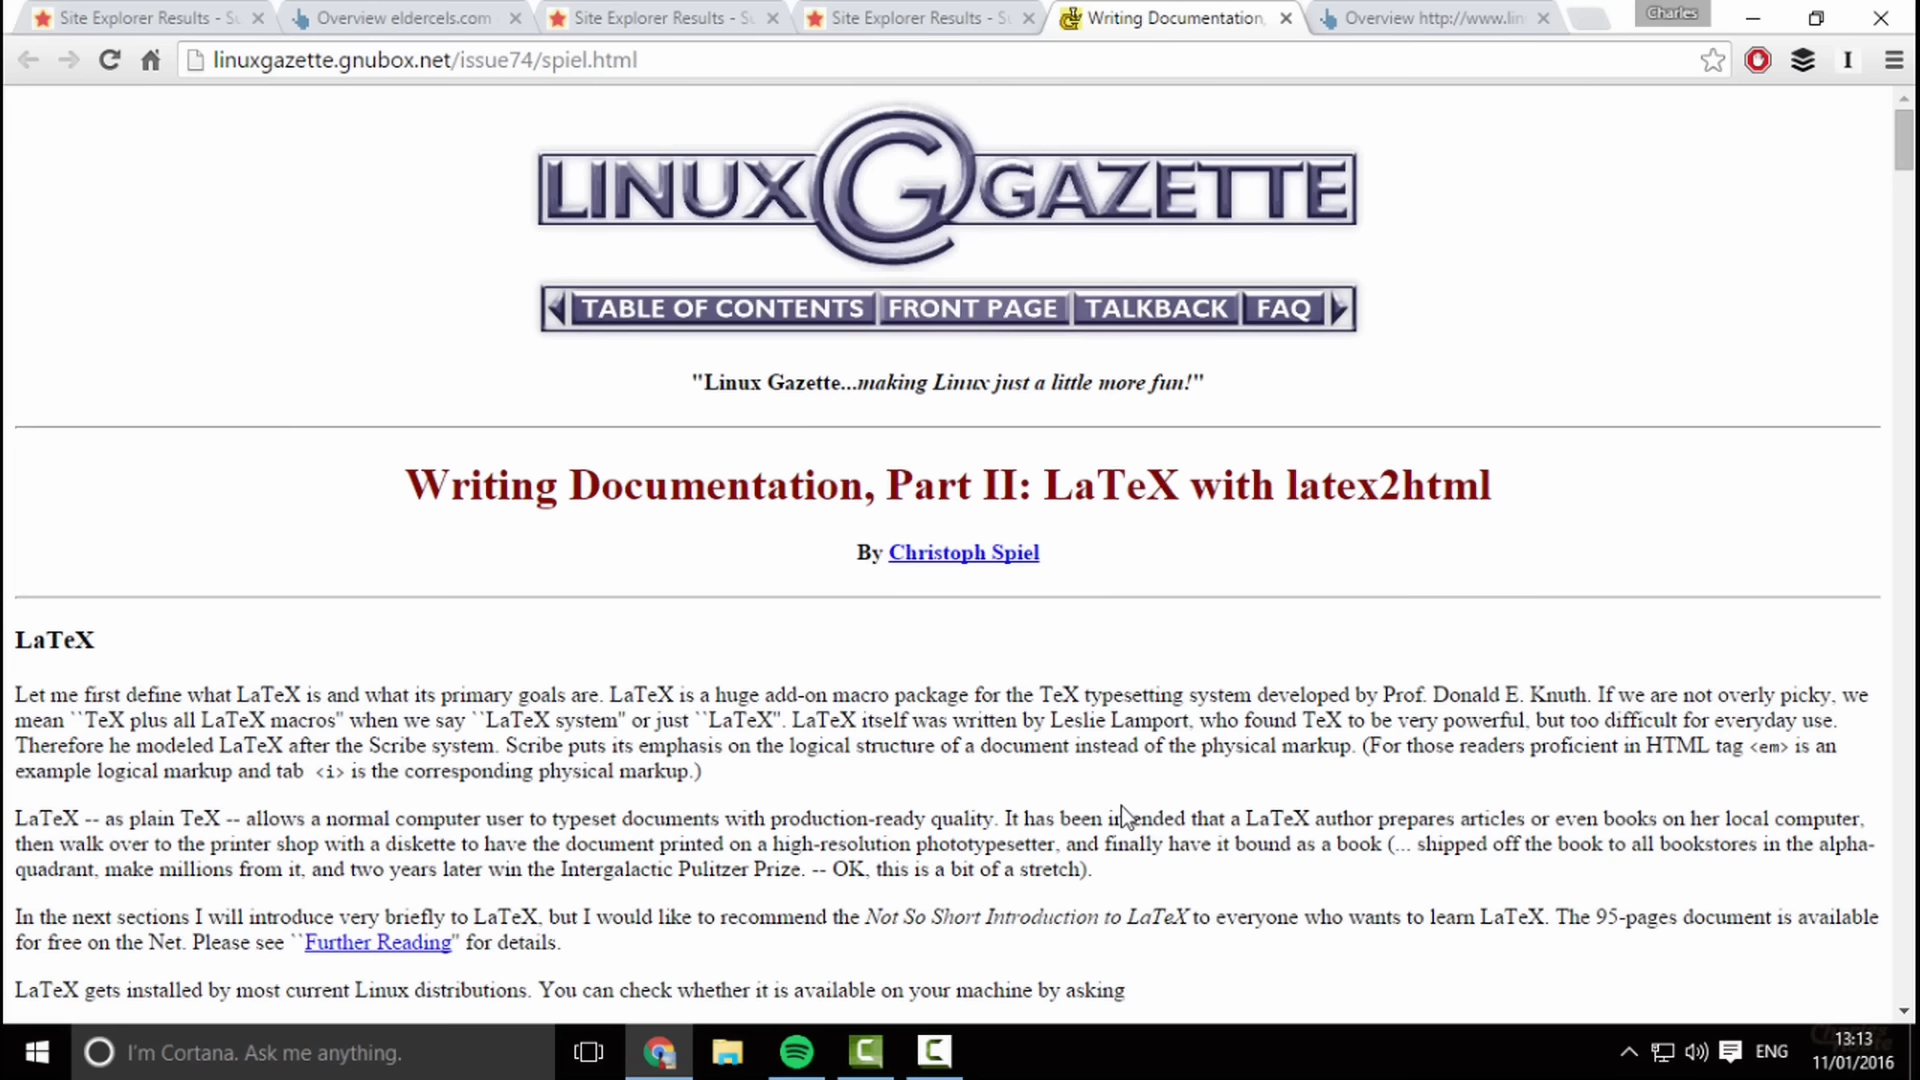 Site Explorer Results - Su
Overview eldercels.com
Site Explorer Results - Su
Site Explorer Results - Su
Writing Documentation,
Overview http://www.lin
Charles
linuxgazette.gnubox.net/issue74/spiel.html
I
LINUX G GAZETTE
TABLE OF CONTENTS FRONT PAGE TALKBACK FAQ
"Linux Gazette...making Linux just a little more fun!"
Writing Documentation, Part II: LaTeX with latex2html
By Christoph Spiel
LaTeX
Let me first define what LaTeX is and what its primary goals are. LaTeX is a huge add-on macro package for the TeX typesetting system developed by Prof. Donald E. Knuth. If we are not overly picky, we
mean ``TeX plus all LaTeX macros'' when we say ``LaTeX system'' or just ``LaTeX''. LaTeX itself was written by Leslie Lamport, who found TeX to be very powerful, but too difficult for everyday use.
Therefore he modeled LaTeX after the Scribe system. Scribe puts its emphasis on the logical structure of a document instead of the physical markup. (For those readers proficient in HTML tag <em> is an
example logical markup and tab <i> is the corresponding physical markup.)
LaTeX -- as plain TeX -- allows a normal computer user to typeset documents with production-ready quality. It has been intended that a LaTeX author prepares articles or even books on her local computer,
then walk over to the printer shop with a diskette to have the document printed on a high-resolution phototypesetter, and finally have it bound as a book (... shipped off the book to all bookstores in the alpha-
quadrant, make millions from it, and two years later win the Intergalactic Pulitzer Prize. -- OK, this is a bit of a stretch).
In the next sections I will introduce very briefly to LaTeX, but I would like to recommend the Not So Short Introduction to LaTeX to everyone who wants to learn LaTeX. The 95-pages document is available
for free on the Net. Please see ``Further Reading'' for details.
LaTeX gets installed by most current Linux distributions. You can check whether it is available on your machine by asking
I'm Cortana. Ask me anything.
ENG
13:13
11/01/2016